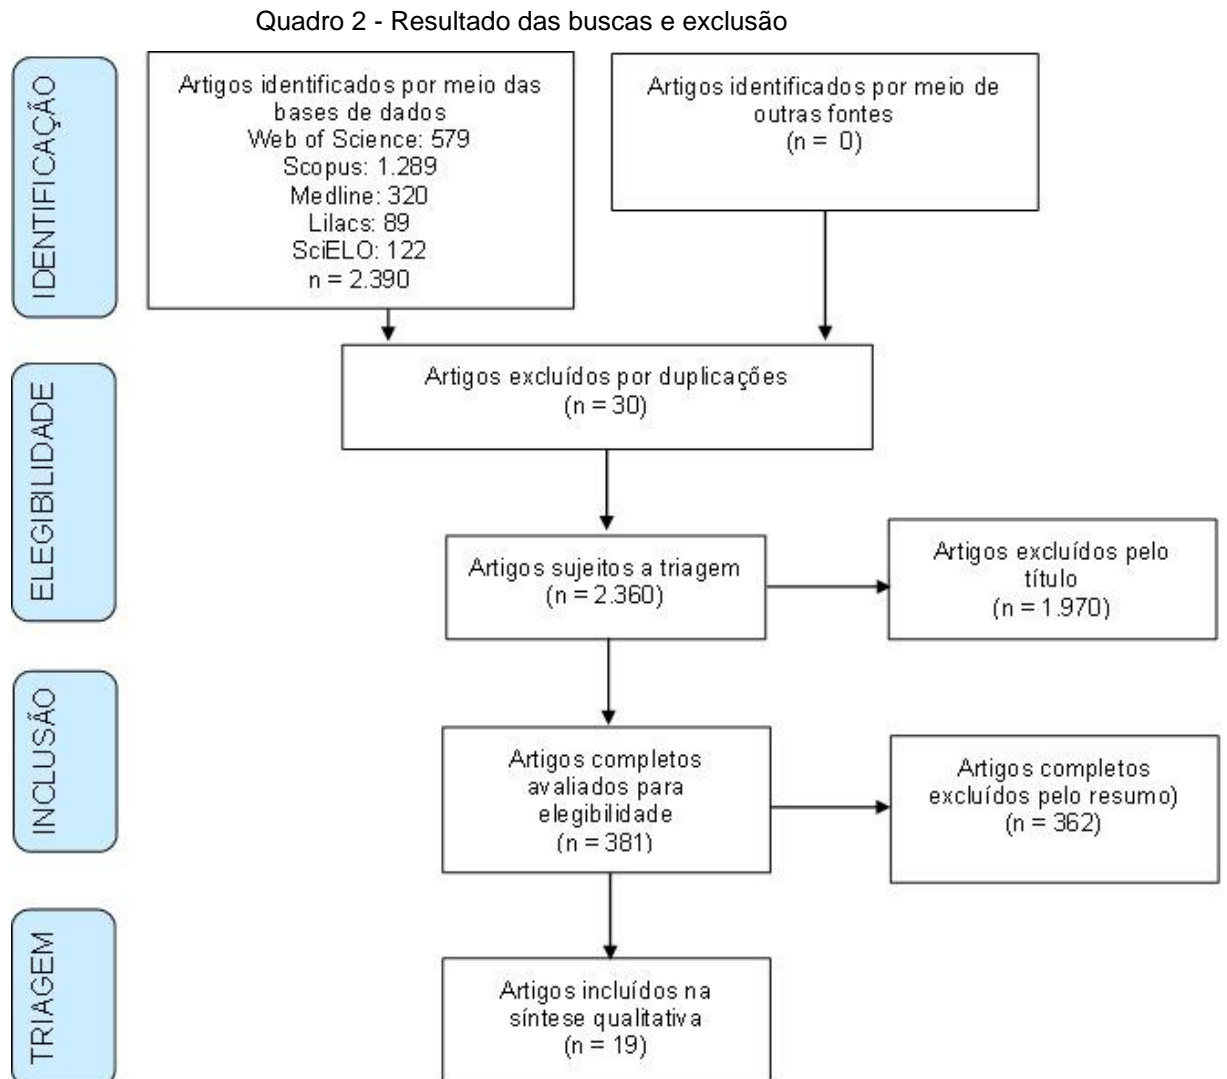 Quadro 2 - Resultado das buscas e exclusão
IDENTIFICAÇÃO
Artigos identificados por meio das
bases de dados
Web of Science: 579
Scopus: 1.289
Medline: 320
Lilacs: 89
SciELO: 122
n = 2.390
Artigos identificados por meio de
outras fontes
(n = 0)
ELEGIBILIDADE
Artigos excluídos por duplicações
(n = 30)
Artigos sujeitos a triagem
(n = 2.360)
Artigos excluídos pelo
título
(n = 1.970)
INCLUSÃO
Artigos completos
avaliados para
elegibilidade
(n = 381)
Artigos completos
excluídos pelo resumo)
(n = 362)
TRIAGEM
Artigos incluídos na
síntese qualitativa
(n = 19)